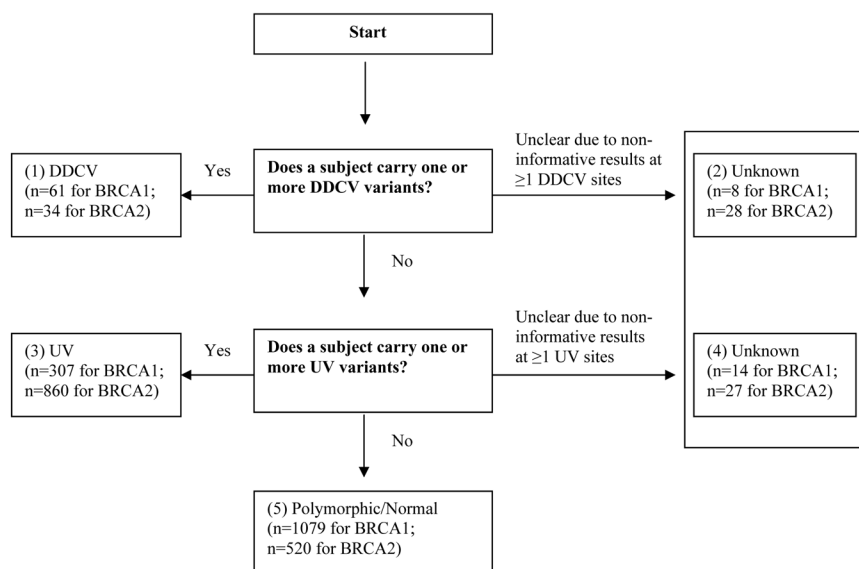 Start
Unclear due to non-
informative results at
≥1 DDCV sites
Yes
Does a subject carry one or
more DDCV variants?
(1) DDCV
(n=61 for BRCA1;
n=34 for BRCA2)
(2) Unknown
(n=8 for BRCA1;
n=28 for BRCA2)
No
Unclear due to non-
informative results
at ≥1 UV sites
Yes
Does a subject carry one or
more UV variants?
(3) UV
(n=307 for BRCA1;
n=860 for BRCA2)
(4) Unknown
(n=14 for BRCA1;
n=27 for BRCA2)
No
(5) Polymorphic/Normal
(n=1079 for BRCA1;
n=520 for BRCA2)